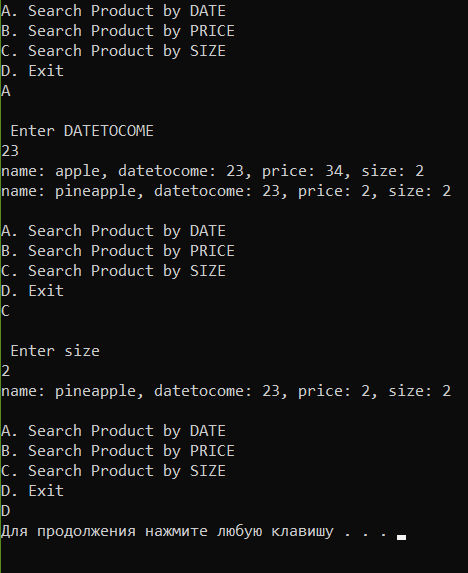 A. Search Product by DATE
B. Search Product by PRICE
C. Search Product by SIZE
D. Exit
A
Enter DATETOCOME
23
name: apple, datetocome: 23, price: 34, size: 2
name: pineapple, datetocome: 23, price: 2, size: 2
A. Search Product by DATE
B. Search Product by PRICE
C. Search Product by SIZE
D. Exit
C
Enter size
2
name: pineapple, datetocome: 23, price: 2, size: 2
A. Search Product by DATE
B. Search Product by PRICE
C. Search Product by SIZE
D. Exit
D
Для продолжения нажмите любую клавишу . . .